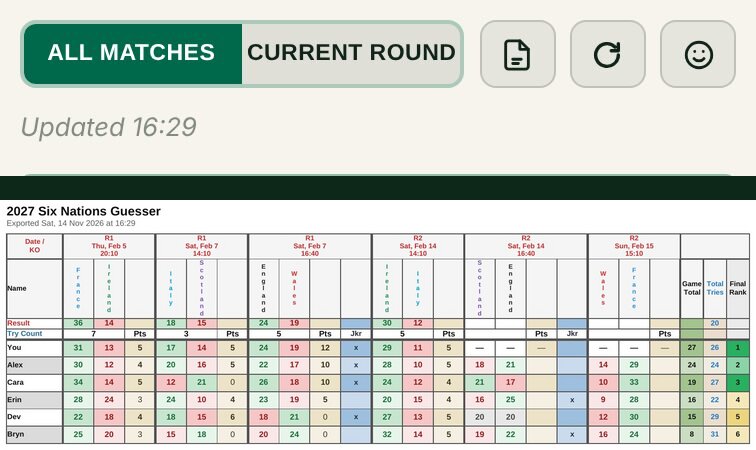 ALL MATCHES CURRENT ROUND
Updated 16:29
2027 Six Nations Guesser
Exported Sat, 14 Nov 2026 at 16:29
Date / KO R1 Thu, Feb 5 20:10 R1 Sat, Feb 7 14:10 R1 Sat, Feb 7 16:40 R2 Sat, Feb 14 14:10 R2 Sat, Feb 14 16:40 R2 Sun, Feb 15 15:10
Name France Ireland Italy Scotland England Wales Ireland Italy Scotland England Wales France Game Total Total Tries Final Rank
Result 36 14 18 15 24 19 30 12 20
Try Count 7 Pts 3 Pts 5 Pts Jkr 5 Pts Pts Jkr Pts
You 31 13 5 17 14 5 24 10 12 x 29 11 5 — — — — — — 27 26 1
Alex 30 12 4 20 16 5 22 17 10 x 28 10 5 18 21 14 29 24 24 2
Cara 34 14 5 12 21 0 26 18 10 x 24 12 4 21 17 19 27 3
Erin 28 24 3 24 10 4 23 19 5 20 15 4 16 28 x 9 28 16 22 4
Dev 22 18 4 18 15 6 18 21 0 x 27 13 5 20 20 12 30 15 29 5
Bryn 25 20 3 15 18 0 20 24 0 32 14 5 19 22 x 16 24 8 31 6